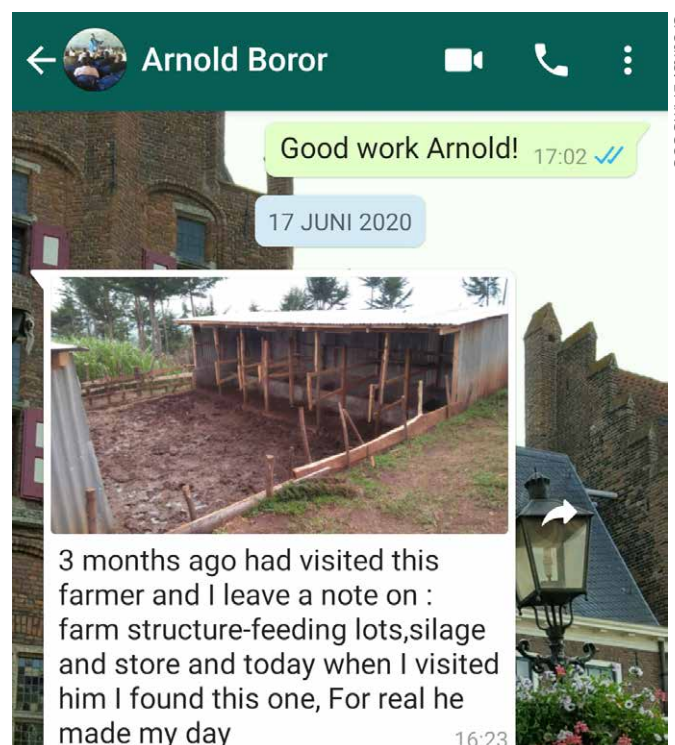 Arnold Boror
Good work Arnold! 17:02
17 JUNI 2020
3 months ago had visited this
farmer and I leave a note on :
farm structure-feeding lots,silage
and store and today when I visited
him I found this one, For real he
made my day 16:23